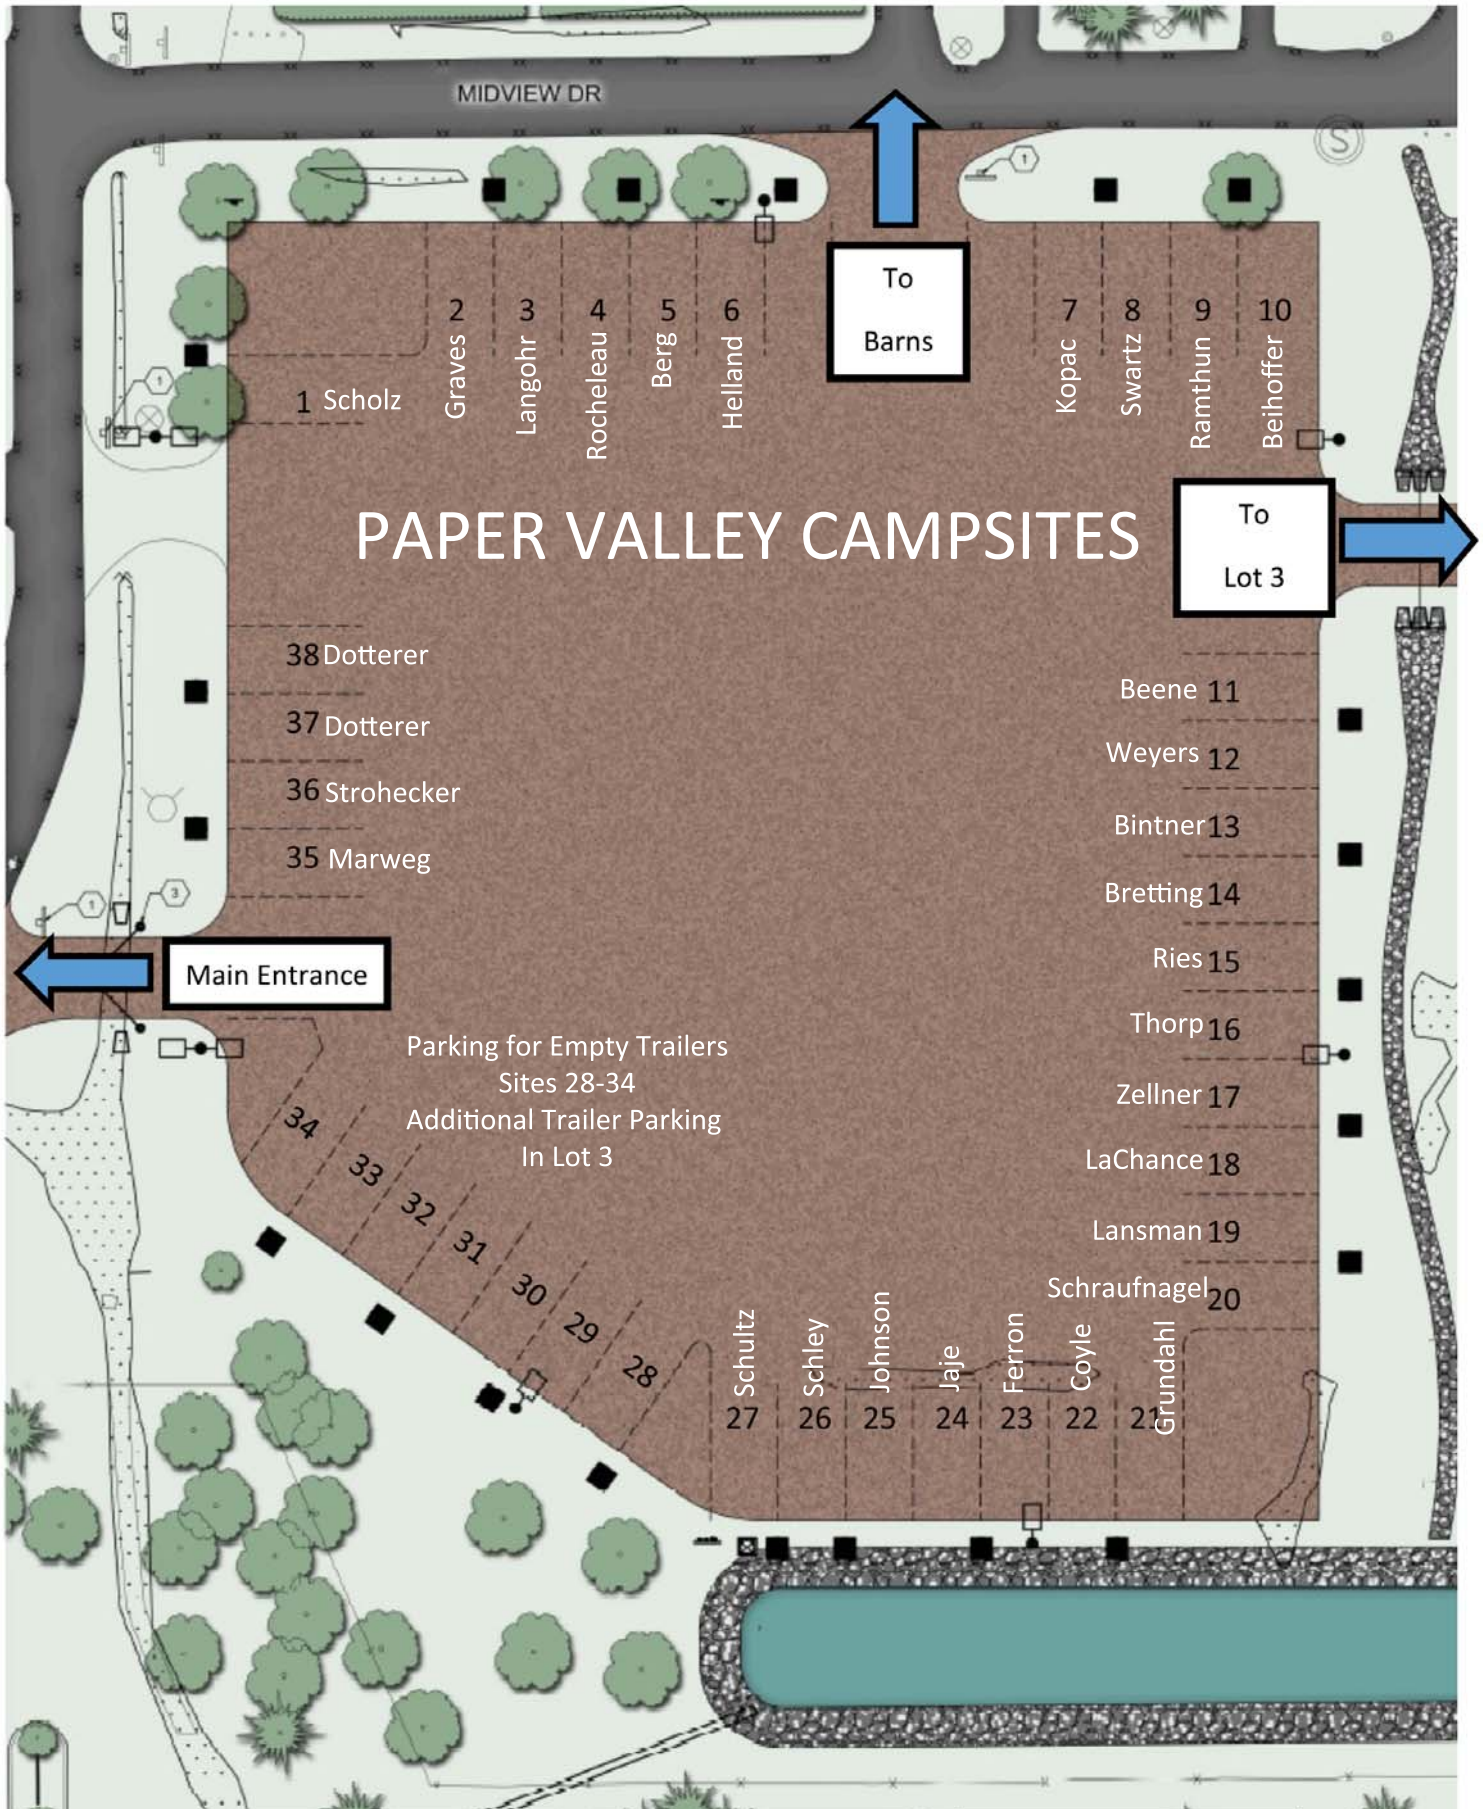 MIDVIEW DR
S
1
To
Barns
2 Graves
3 Langohr
4 Rocheleau
5 Berg
6 Helland
7 Kopac
8 Swartz
9 Ramthun
10 Beihoffer
1
1 Scholz
PAPER VALLEY CAMPSITES
To
Lot 3
38 Dotterer
37 Dotterer
36 Strohecker
35 Marweg
Beene 11
Weyers 12
Bintner 13
Bretting 14
Ries 15
Thorp 16
Zellner 17
LaChance 18
Lansman 19
Schraufnagel 20
1
3
Main Entrance
Parking for Empty Trailers
Sites 28-34
Additional Trailer Parking
In Lot 3
34
33
32
31
30
29
28
Schultz 27
Schley 26
Johnson 25
Jaje 24
Ferron 23
Coyle 22
Grundahl 21